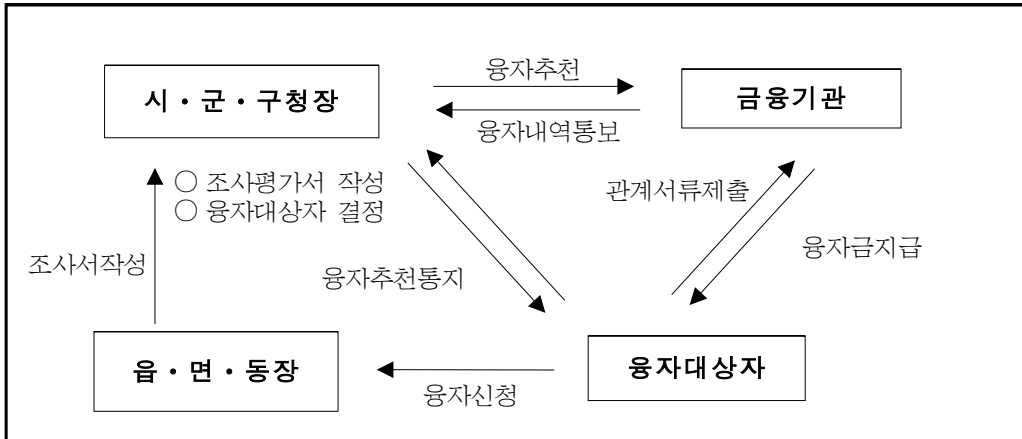 융자추천
시・군・구청장
금융기관
융자내역통보
○ 조사평가서 작성
○ 융자대상자 결정
관계서류제출
조사서작성
융자추천통지
융자금지급
읍・면・동장
융자대상자
융자신청